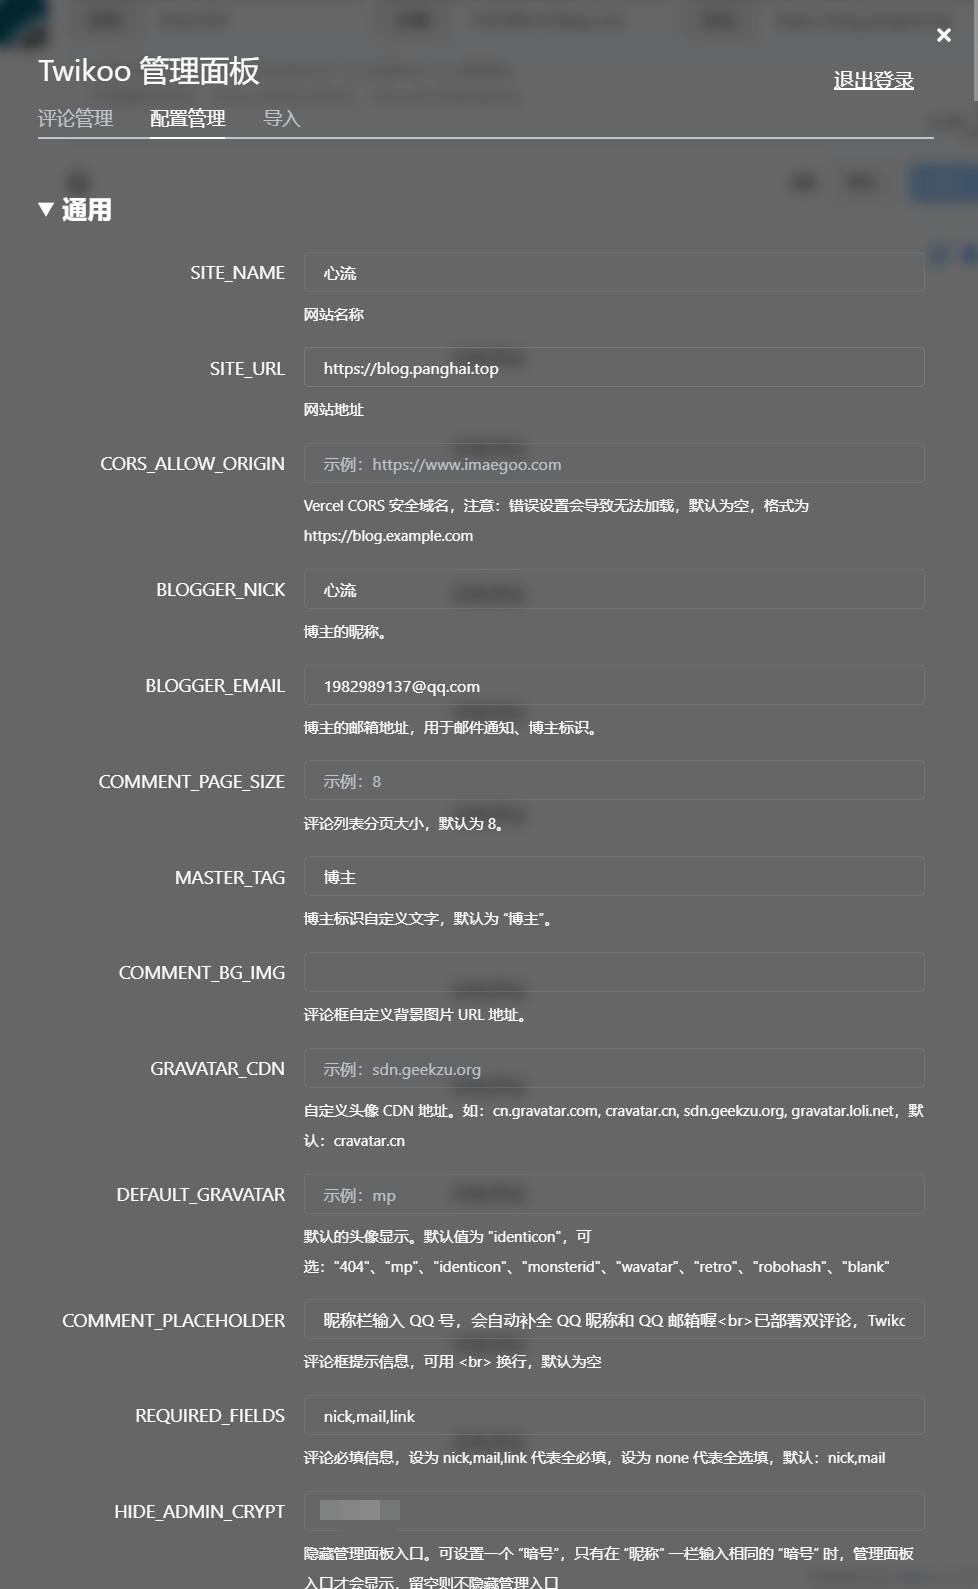 Twikoo 管理面板
退出登录
评论管理 配置管理 导入
▼ 通用
SITE_NAME 心流
网站名称
SITE_URL https://blog.panghai.top
网站地址
CORS_ALLOW_ORIGIN 示例：https://www.imaegoo.com
Vercel CORS 安全域名，注意：错误设置会导致无法加载，默认为空，格式为
https://blog.example.com
BLOGGER_NICK 心流
博主的昵称。
BLOGGER_EMAIL 1982989137@qq.com
博主的邮箱地址，用于邮件通知、博主标识。
COMMENT_PAGE_SIZE 示例：8
评论列表分页大小，默认为 8。
MASTER_TAG 博主
博主标识自定义文字，默认为 “博主”。
COMMENT_BG_IMG
评论框自定义背景图片 URL 地址。
GRAVATAR_CDN 示例：sdn.geekzu.org
自定义头像 CDN 地址。如：cn.gravatar.com, cravatar.cn, sdn.geekzu.org, gravatar.loli.net，默
认：cravatar.cn
DEFAULT_GRAVATAR 示例：mp
默认的头像显示。默认值为 "identicon"，可
选："404"、"mp"、"identicon"、"monsterid"、"wavatar"、"retro"、"robohash"、"blank"
COMMENT_PLACEHOLDER 昵称栏输入 QQ 号，会自动补全 QQ 昵称和 QQ 邮箱喔<br>已部署双评论，Twikc
评论框提示信息，可用 <br> 换行，默认为空
REQUIRED_FIELDS nick,mail,link
评论必填信息，设为 nick,mail,link 代表全必填，设为 none 代表全选填，默认：nick,mail
HIDE_ADMIN_CRYPT
隐藏管理面板入口。可设置一个 “暗号”，只有在 “昵称” 一栏输入相同的 “暗号” 时，管理面板
入口才会显示，留空则不隐藏管理入口